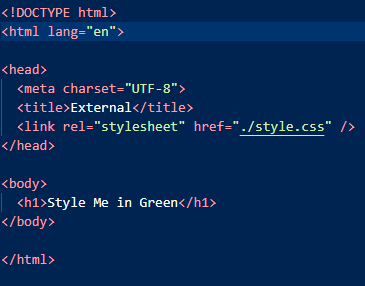 <!DOCTYPE html>
<html lang="en">
<head>
<meta charset="UTF-8">
<title>External</title>
<link rel="stylesheet" href="./style.css" />
</head>
<body>
<h1>Style Me in Green</h1>
</body>
</html>